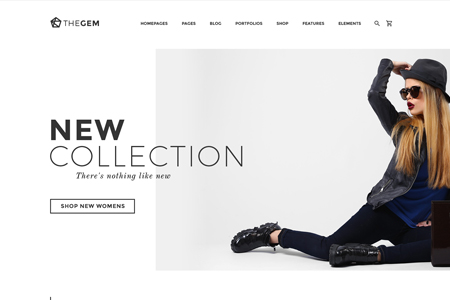 THEGEM
HOMEPAGES PAGES BLOG PORTFOLIOS SHOP FEATURES ELEMENTS
NEW
COLLECTION
There's nothing like new
SHOP NEW WOMENS